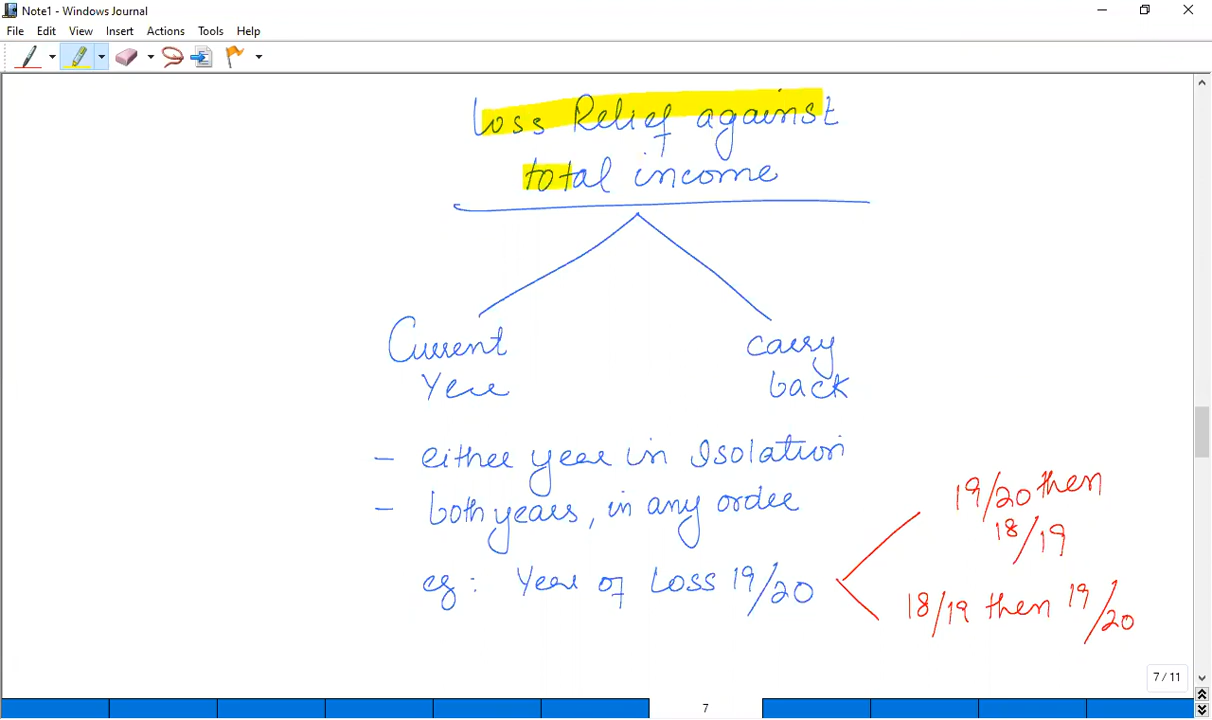 Note1 - Windows Journal
File Edit View Insert Actions Tools Help
Loss Relief against
total income
Current
Year
carry
back
- either year in Isolation
- both years, in any order
eg: Year of Loss 19/20
19/20 then
18/19
18/19 then 19/20
7 / 11
7